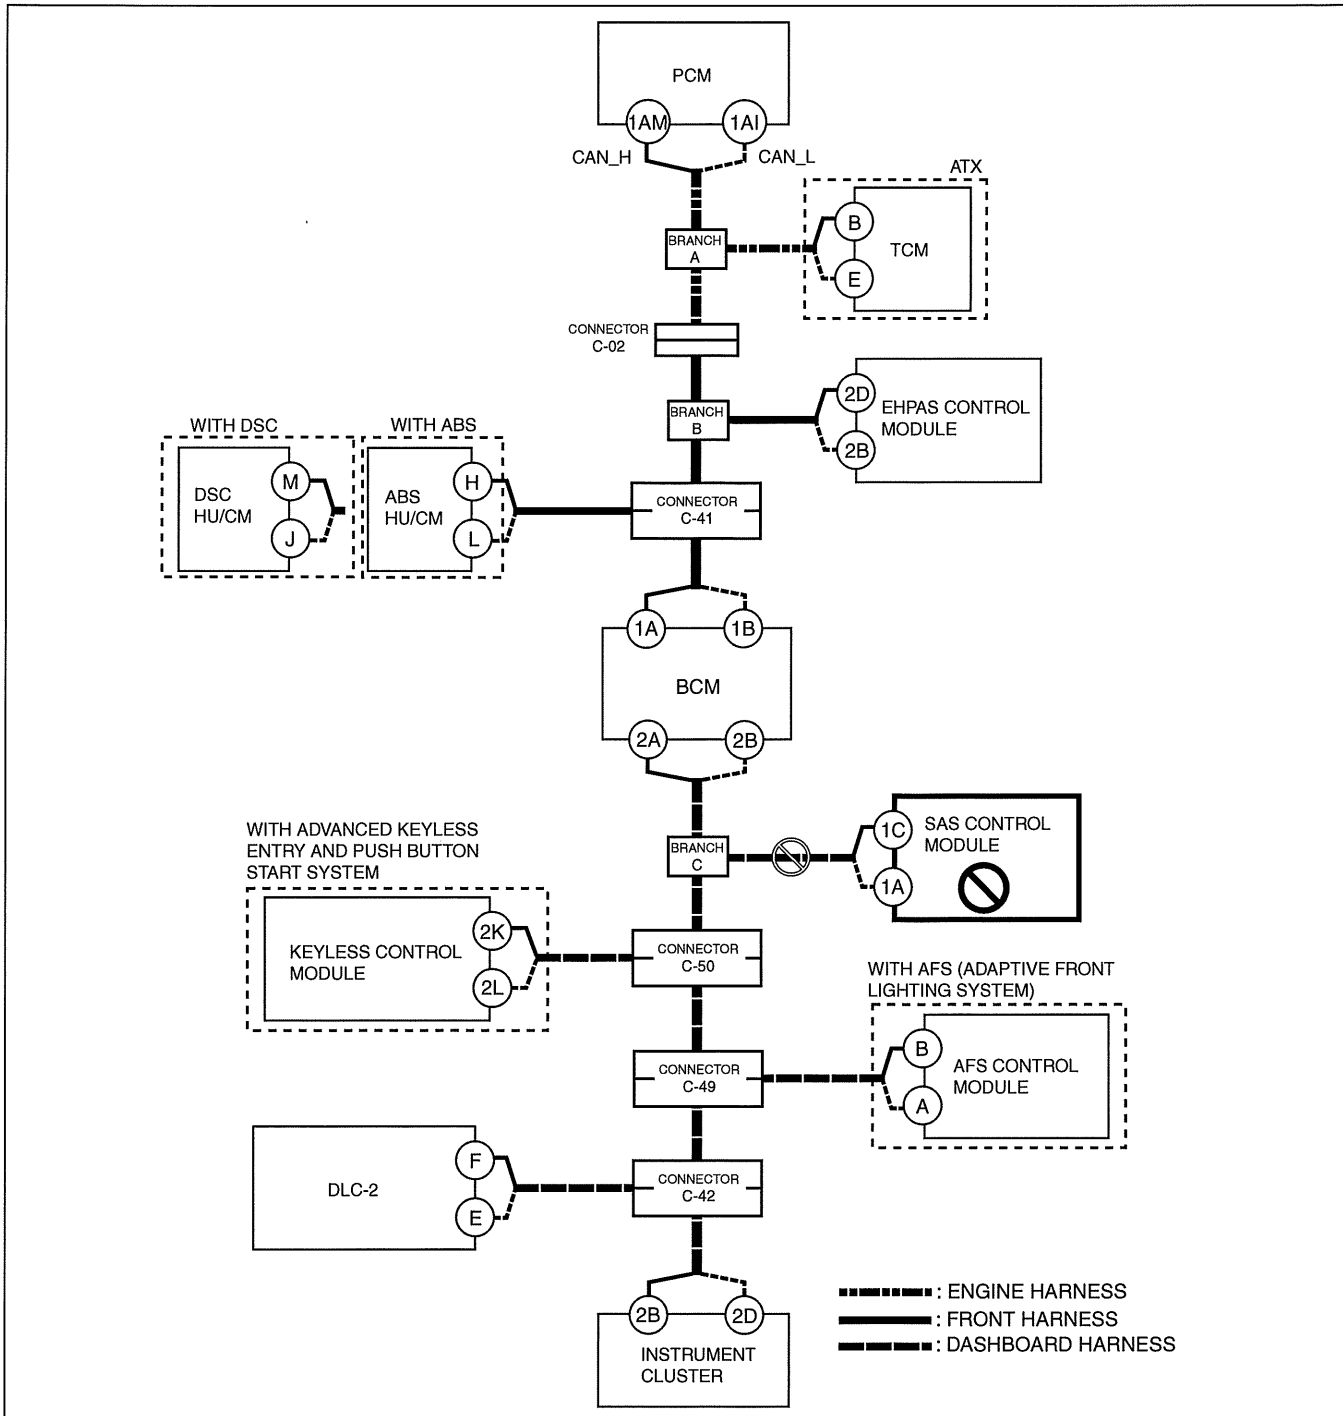 PCM
1AM
1AI
CAN_H
CAN_L
ATX
BRANCH
A
B
E
TCM
CONNECTOR
C-02
BRANCH
B
2D
2B
EHPAS CONTROL
MODULE
WITH DSC
WITH ABS
DSC
HU/CM
M
J
ABS
HU/CM
H
L
CONNECTOR
C-41
1A
1B
BCM
2A
2B
BRANCH
C
1C
1A
SAS CONTROL
MODULE
WITH ADVANCED KEYLESS
ENTRY AND PUSH BUTTON
START SYSTEM
KEYLESS CONTROL
MODULE
2K
2L
CONNECTOR
C-50
WITH AFS (ADAPTIVE FRONT
LIGHTING SYSTEM)
B
A
AFS CONTROL
MODULE
CONNECTOR
C-49
DLC-2
F
E
CONNECTOR
C-42
2B
2D
INSTRUMENT
CLUSTER
: ENGINE HARNESS
: FRONT HARNESS
: DASHBOARD HARNESS